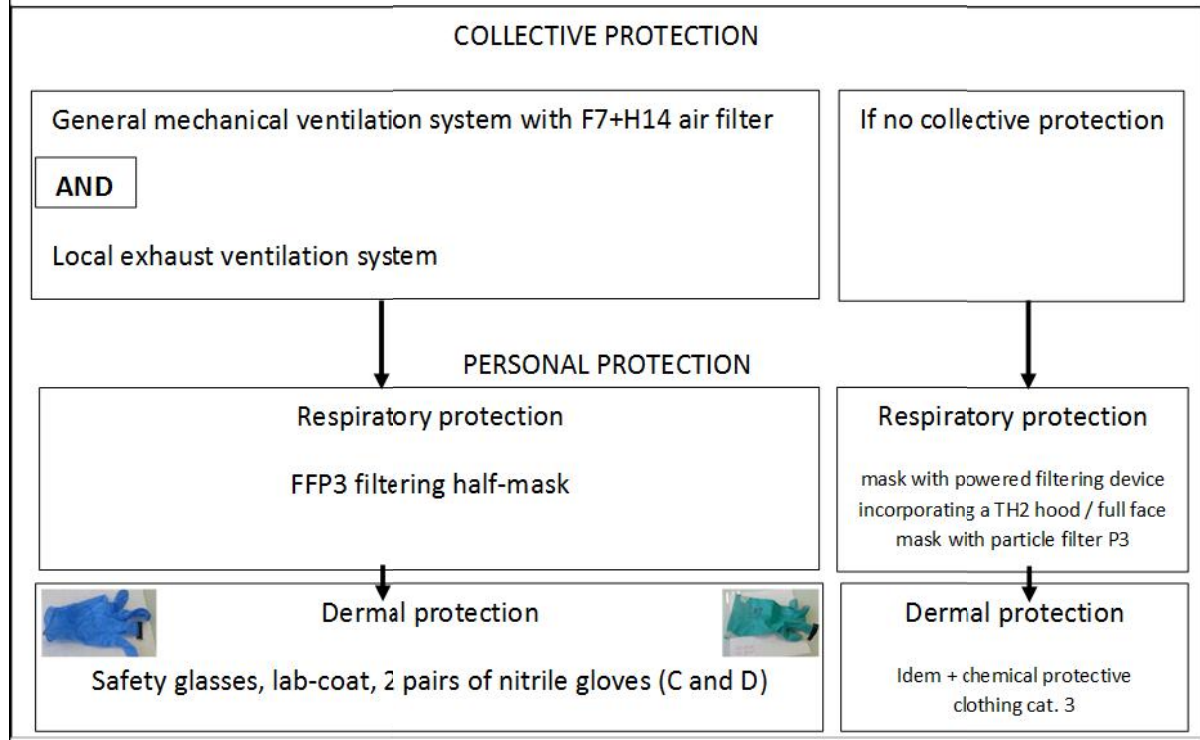 COLLECTIVE PROTECTION
General mechanical ventilation system with F7+H14 air filter
AND
Local exhaust ventilation system
If no collective protection
PERSONAL PROTECTION
Respiratory protection
FFP3 filtering half-mask
Respiratory protection
mask with powered filtering device
incorporating a TH2 hood / full face
mask with particle filter P3
Dermal protection
Safety glasses, lab-coat, 2 pairs of nitrile gloves (C and D)
Dermal protection
Idem + chemical protective
clothing cat. 3